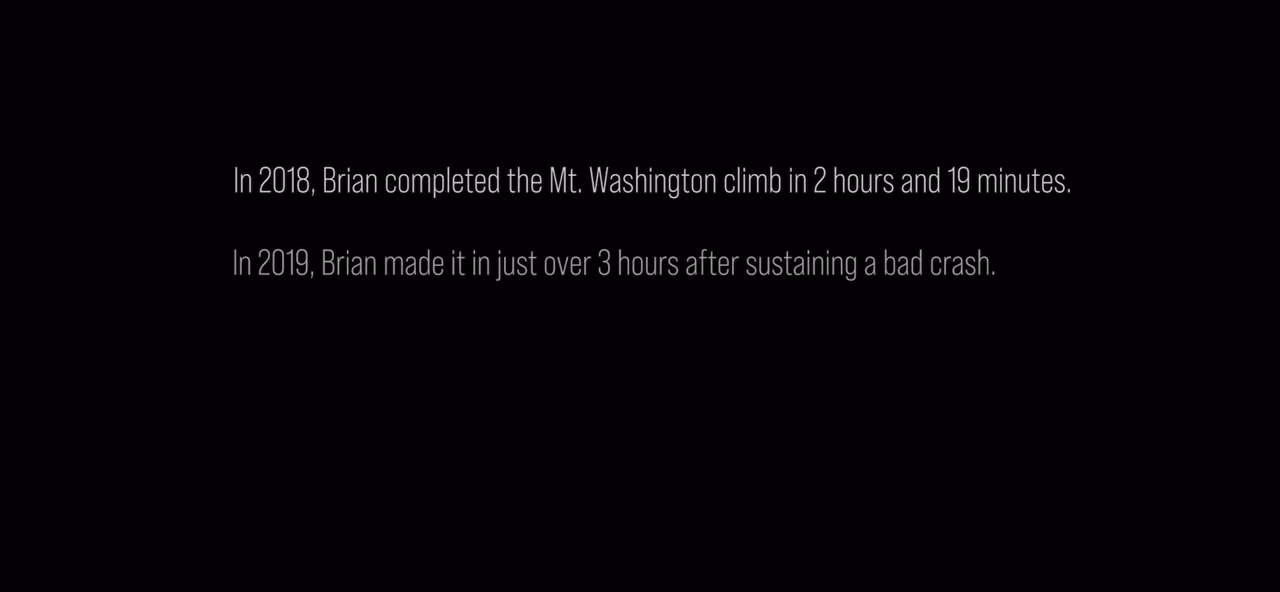 In 2018, Brian completed the Mt. Washington climb in 2 hours and 19 minutes.
In 2019, Brian made it in just over 3 hours after sustaining a bad crash.